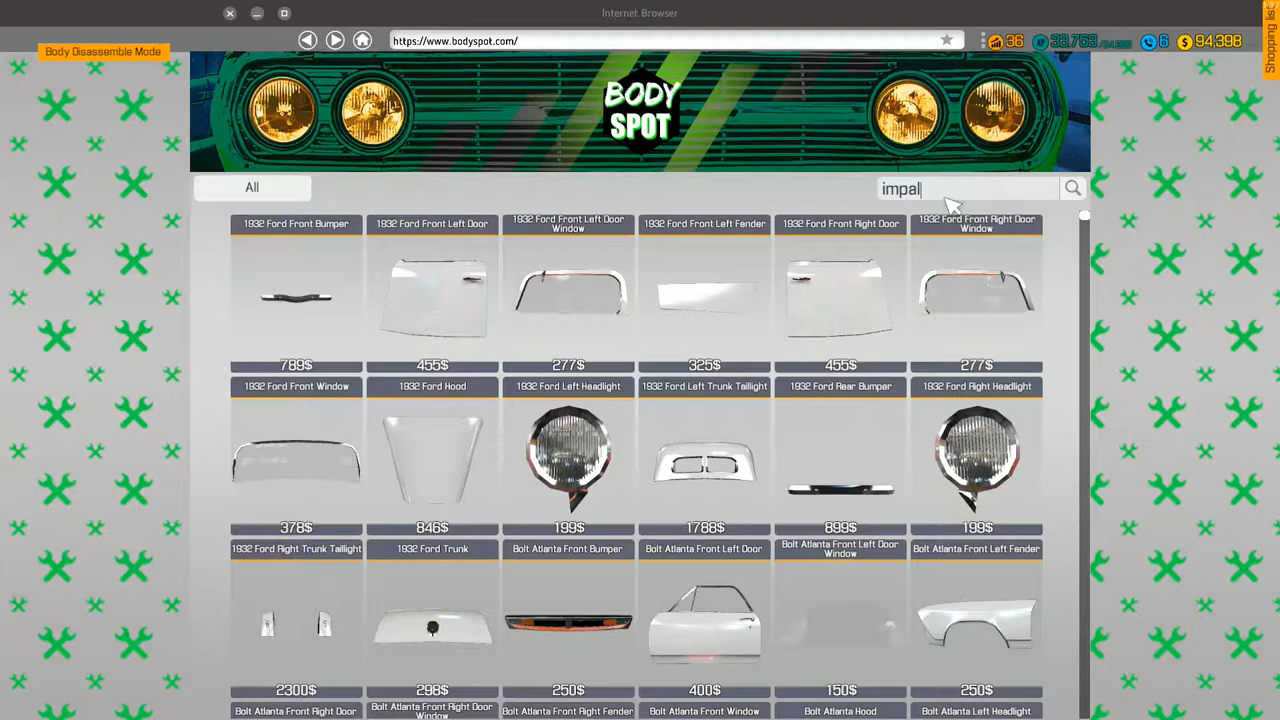 Internet Browser
Body Disassemble Mode
https://www.bodyspot.com/
36
6
$ 94,398
Shopping list
BODY
SPOT
All
impal
1932 Ford Front Bumper
1932 Ford Front Left Door
1932 Ford Front Left Door
Window
1932 Ford Front Left Fender
1932 Ford Front Right Door
1932 Ford Front Right Door
Window
789$
455$
277$
325$
455$
277$
1932 Ford Front Window
1932 Ford Hood
1932 Ford Left Headlight
1932 Ford Left Trunk Taillight
1932 Ford Rear Bumper
1932 Ford Right Headlight
378$
846$
199$
1788$
899$
199$
1932 Ford Right Trunk Taillight
1932 Ford Trunk
Bolt Atlanta Front Bumper
Bolt Atlanta Front Left Door
Bolt Atlanta Front Left Door
Window
Bolt Atlanta Front Left Fender
2300$
298$
250$
400$
150$
250$
Bolt Atlanta Front Right Door
Bolt Atlanta Front Right Door
Window
Bolt Atlanta Front Right Fender
Bolt Atlanta Front Window
Bolt Atlanta Hood
Bolt Atlanta Left Headlight